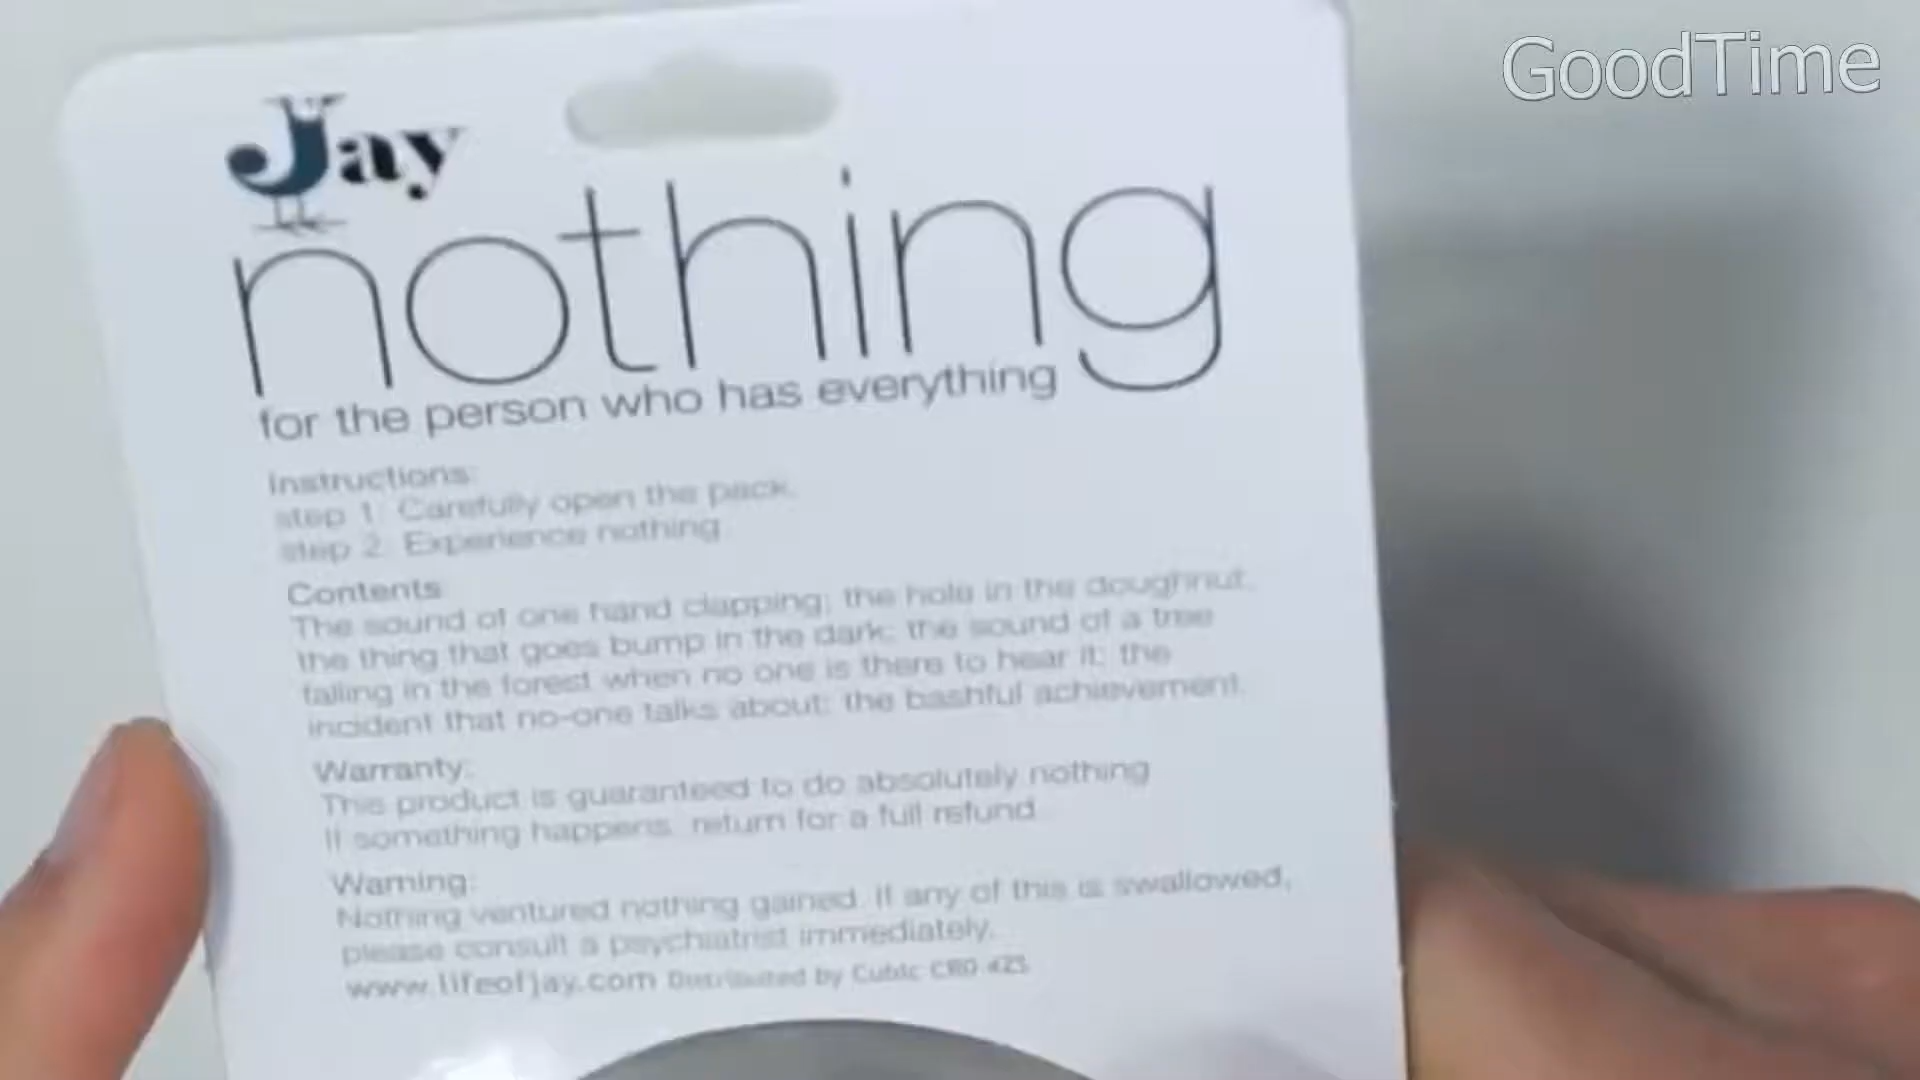 GoodTime
Jay
nothing
for the person who has everything
Instructions:
step 1. Carefully open the pack.
step 2. Experience nothing.
Contents
The sound of one hand clapping; the hole in the doughnut;
the thing that goes bump in the dark; the sound of a tree
falling in the forest when no one is there to hear it; the
incident that no-one talks about; the bashful achievement.
Warranty:
This product is guaranteed to do absolutely nothing
If something happens, return for a full refund.
Warning:
Nothing ventured nothing gained. If any of this is swallowed,
please consult a psychiatrist immediately.
www.lifeofjay.com Distributed by Cubic CR0 4ZS